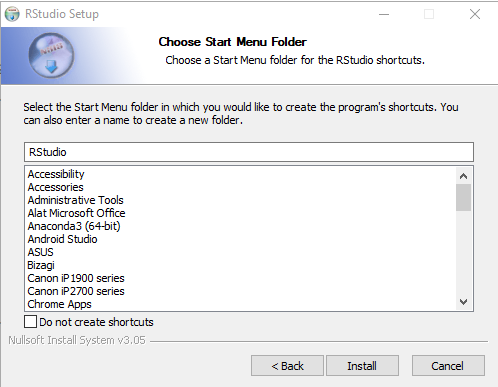 RStudio Setup
Choose Start Menu Folder
Choose a Start Menu folder for the RStudio shortcuts.
Select the Start Menu folder in which you would like to create the program's shortcuts. You
can also enter a name to create a new folder.
RStudio
Accessibility
Accessories
Administrative Tools
Alat Microsoft Office
Anaconda3 (64-bit)
Android Studio
ASUS
Bizagi
Canon iP1900 series
Canon iP2700 series
Chrome Apps
Do not create shortcuts
Nullsoft Install System v3.05
< Back
Install
Cancel